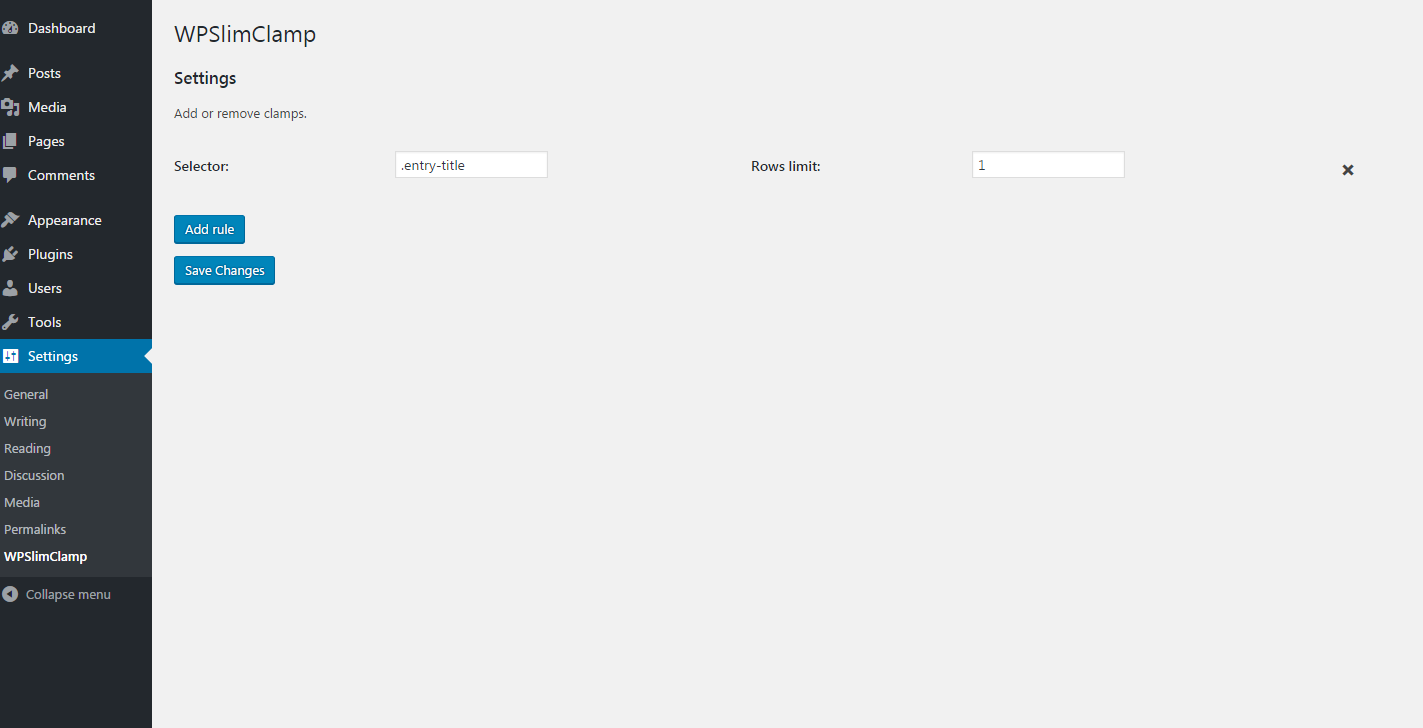 Dashboard
Posts
Media
Pages
Comments
Appearance
Plugins
Users
Tools
Settings
General
Writing
Reading
Discussion
Media
Permalinks
WPSlimClamp
Collapse menu
WPSlimClamp
Settings
Add or remove clamps.
Selector: .entry-title Rows limit: 1
Add rule
Save Changes